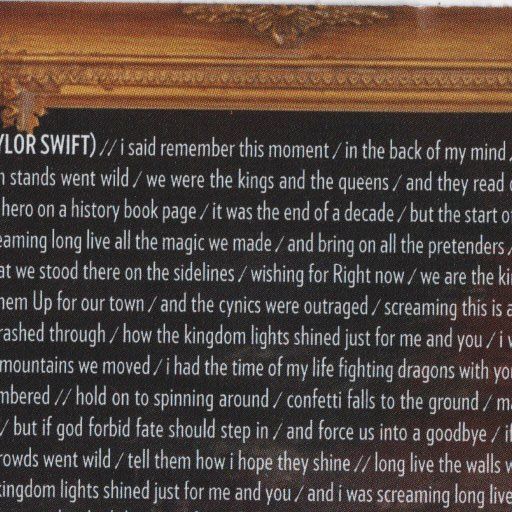 YLOR SWIFT) // i said remember this moment / in the back of my mind /
n stands went wild / we were the kings and the queens / and they read
hero on a history book page / it was the end of a decade / but the start o
eaming long live all the magic we made / and bring on all the pretenders /
at we stood there on the sidelines / wishing for Right now / we are the ki
hem Up for our town / and the cynics were outraged / screaming this is a
rashed through / how the kingdom lights shined just for me and you / i
mountains we moved / i had the time of my life fighting dragons with yo
mbered // hold on to spinning around / confetti falls to the ground / m
/ but if god forbid fate should step in / and force us into a goodbye / if
rowds went wild / tell them how i hope they shine // long live the walls w
kingdom lights shined just for me and you / and i was screaming long live